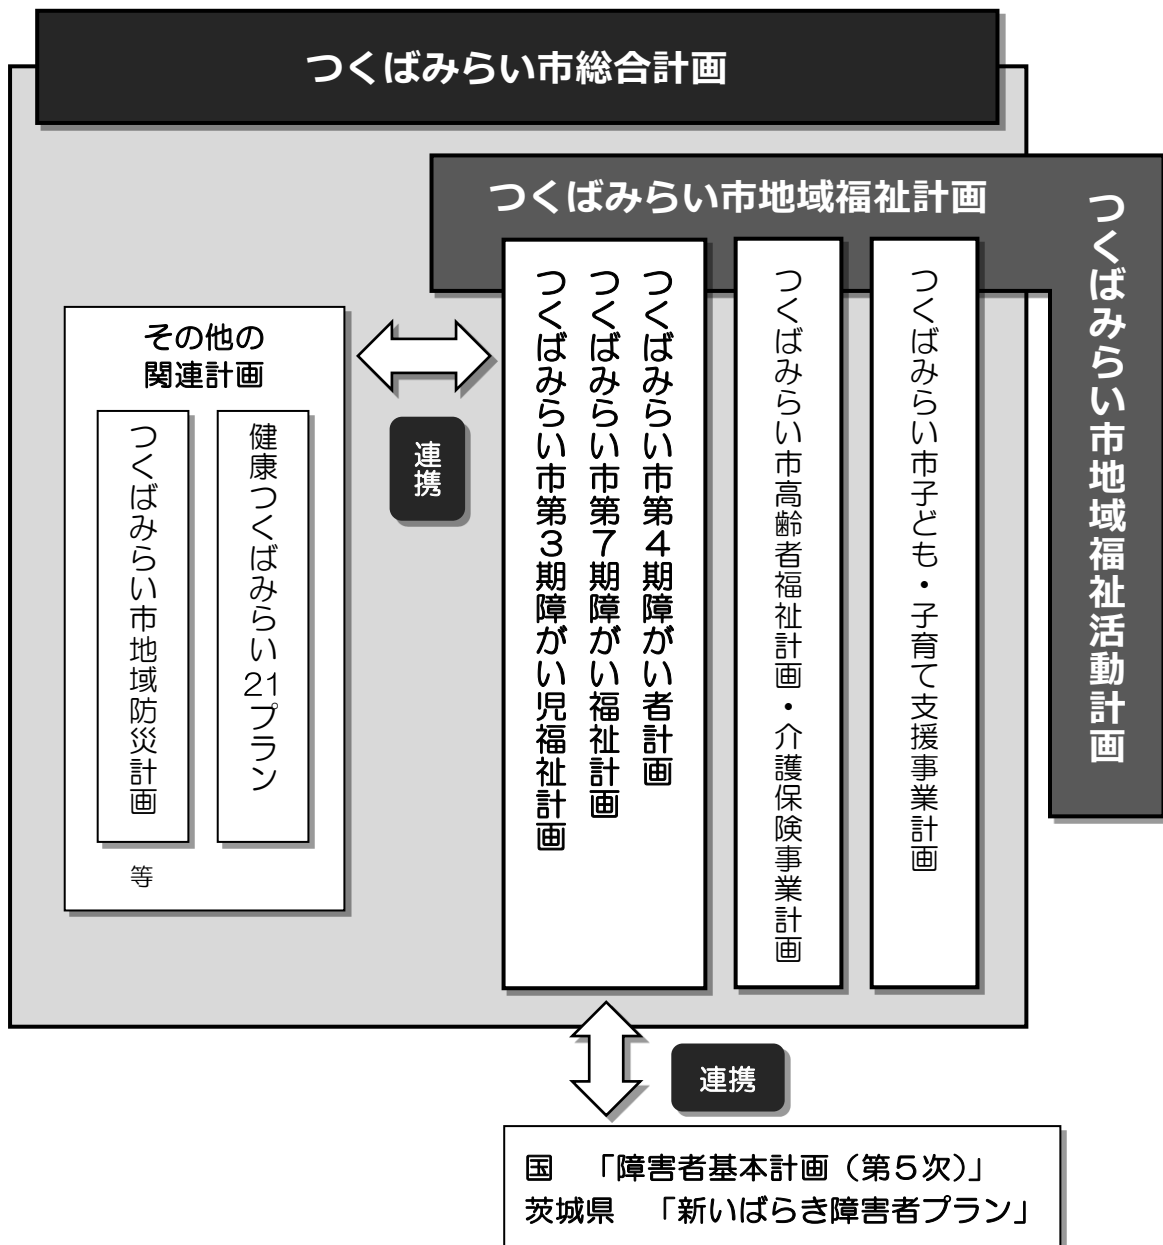 つくばみらい市総合計画
つくばみらい市地域福祉計画
つくばみらい市地域福祉活動計画
つくばみらい市子ども・子育て支援事業計画
つくばみらい市高齢者福祉計画・介護保険事業計画
つくばみらい市第４期障がい者計画
つくばみらい市第７期障がい福祉計画
つくばみらい市第３期障がい児福祉計画
連携
その他の
関連計画
健康つくばみらい21プラン
つくばみらい市地域防災計画
等
連携
国　「障害者基本計画（第５次）」
茨城県　「新いばらき障害者プラン」